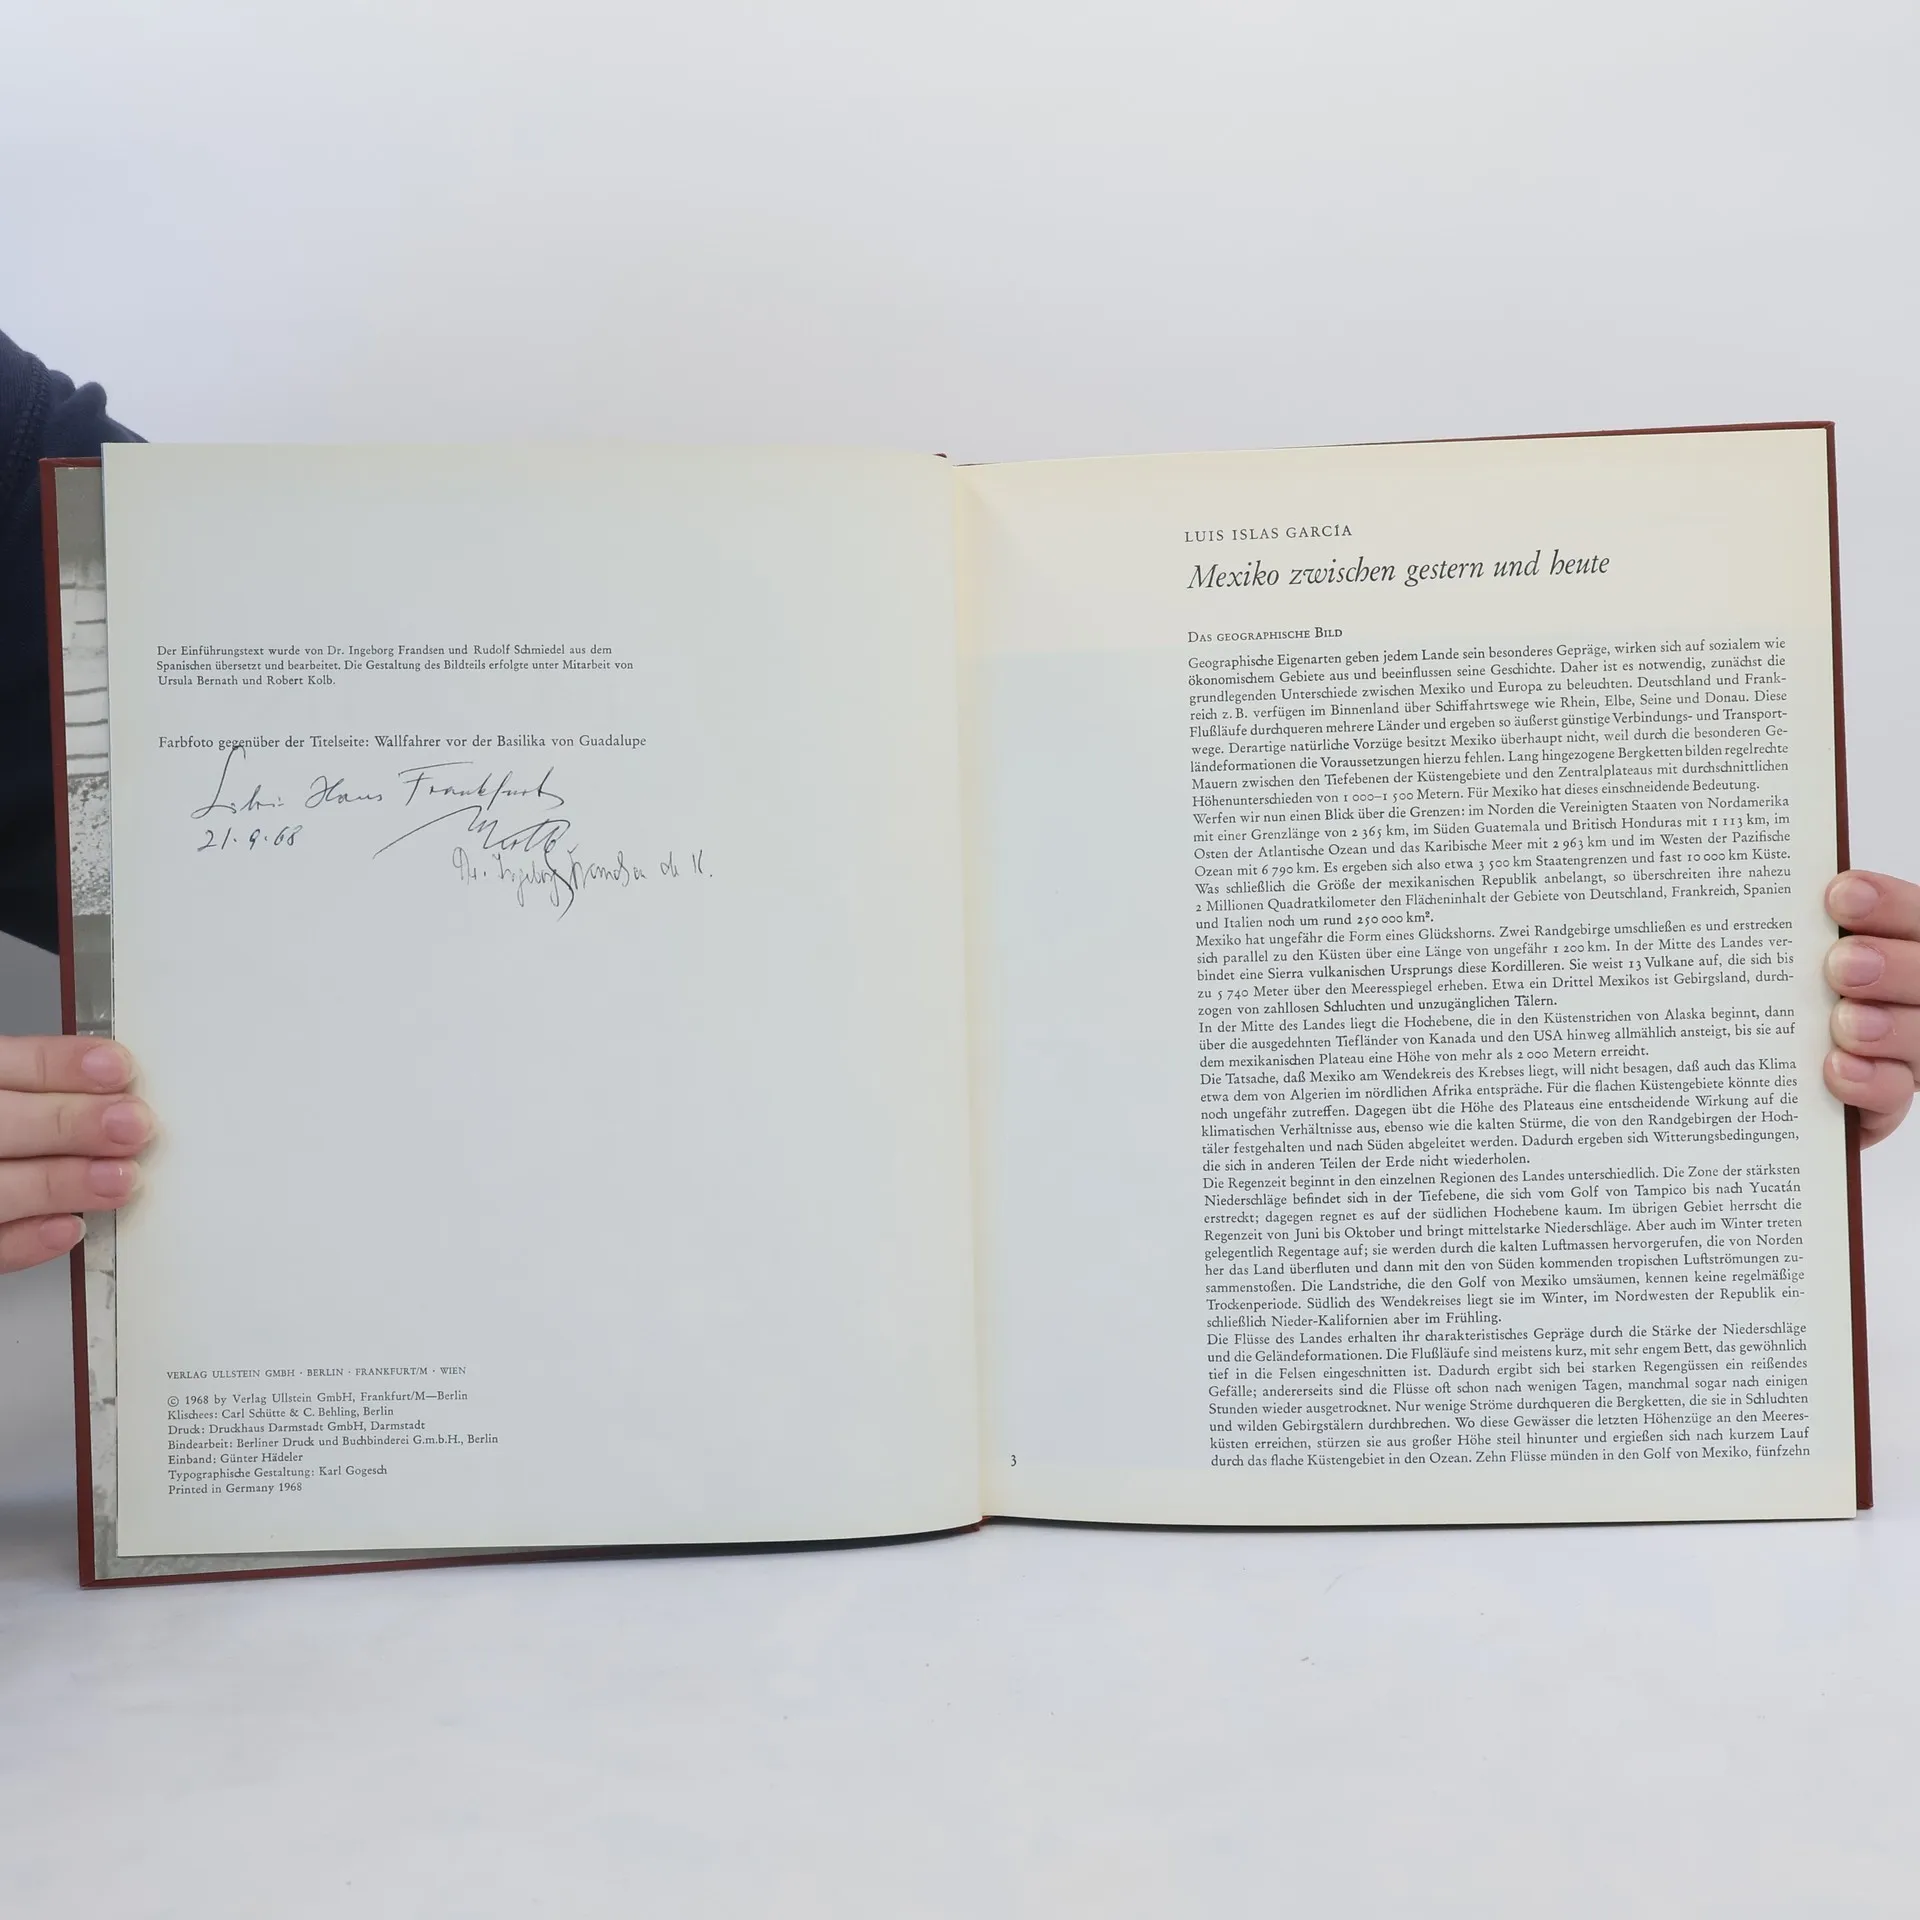 Der Einführungstext wurde von Dr. Ingeborg Frandsen und Rudolf Schmiedel aus dem
Spanischen übersetzt und bearbeitet. Die Gestaltung des Bildteils erfolgte unter Mitarbeit von
Ursula Bernath und Robert Kolb.
Farbfoto gegenüber der Titelseite: Wallfahrer vor der Basilika von Guadalupe
Haus Frankfurt
21.9.68
Dr. Ingeborg Frandsen de K.
VERLAG ULLSTEIN GMBH · BERLIN · FRANKFURT/M · WIEN
© 1968 by Verlag Ullstein GmbH, Frankfurt/M—Berlin
Klischees: Carl Schütte & C. Behling, Berlin
Druck: Druckhaus Darmstadt GmbH, Darmstadt
Bindearbeit: Berliner Druck und Buchbinderei G.m.b.H., Berlin
Einband: Günter Hädeler
Typographische Gestaltung: Karl Gogesch
Printed in Germany 1968
LUIS ISLAS GARCÍA
Mexiko zwischen gestern und heute
DAS GEOGRAPHISCHE BILD
Geographische Eigenarten geben jedem Lande sein besonderes Gepräge, wirken sich auf sozialem wie
ökonomischem Gebiete aus und beeinflussen seine Geschichte. Daher ist es notwendig, zunächst die
grundlegenden Unterschiede zwischen Mexiko und Europa zu beleuchten. Deutschland und Frank-
reich z. B. verfügen im Binnenland über Schiffahrtswege wie Rhein, Elbe, Seine und Donau. Diese
Flußläufe durchqueren mehrere Länder und ergeben so äußerst günstige Verbindungs- und Transport-
wege. Derartige natürliche Vorzüge besitzt Mexiko überhaupt nicht, weil durch die besonderen Ge-
ländeformationen die Voraussetzungen hierzu fehlen. Lang hingezogene Bergketten bilden regelrechte
Mauern zwischen den Tiefebenen der Küstengebiete und den Zentralplateaus mit durchschnittlichen
Höhenunterschieden von 1 000–1 500 Metern. Für Mexiko hat dieses einschneidende Bedeutung.
Werfen wir nun einen Blick über die Grenzen: im Norden die Vereinigten Staaten von Nordamerika
mit einer Grenzlänge von 2 365 km, im Süden Guatemala und Britisch Honduras mit 1 113 km, im
Osten der Atlantische Ozean und das Karibische Meer mit 2 963 km und im Westen der Pazifische
Ozean mit 6 790 km. Es ergeben sich also etwa 3 500 km Staatengrenzen und fast 10 000 km Küste.
Was schließlich die Größe der mexikanischen Republik anbelangt, so überschreiten ihre nahezu
2 Millionen Quadratkilometer den Flächeninhalt der Gebiete von Deutschland, Frankreich, Spanien
und Italien noch um rund 250 000 km².
Mexiko hat ungefähr die Form eines Glückshorns. Zwei Randgebirge umschließen es und erstrecken
sich parallel zu den Küsten über eine Länge von ungefähr 1 200 km. In der Mitte des Landes ver-
bindet eine Sierra vulkanischen Ursprungs diese Kordilleren. Sie weist 13 Vulkane auf, die sich bis
zu 5 740 Meter über den Meeresspiegel erheben. Etwa ein Drittel Mexikos ist Gebirgsland, durch-
zogen von zahllosen Schluchten und unzugänglichen Tälern.
In der Mitte des Landes liegt die Hochebene, die in den Küstenstrichen von Alaska beginnt, dann
über die ausgedehnten Tiefländer von Kanada und den USA hinweg allmählich ansteigt, bis sie auf
dem mexikanischen Plateau eine Höhe von mehr als 2 000 Metern erreicht.
Die Tatsache, daß Mexiko am Wendekreis des Krebses liegt, will nicht besagen, daß auch das Klima
etwa dem von Algerien im nördlichen Afrika entspräche. Für die flachen Küstengebiete könnte dies
noch ungefähr zutreffen. Dagegen übt die Höhe des Plateaus eine entscheidende Wirkung auf die
klimatischen Verhältnisse aus, ebenso wie die kalten Stürme, die von den Randgebirgen der Hoch-
täler festgehalten und nach Süden abgeleitet werden. Dadurch ergeben sich Witterungsbedingungen,
die sich in anderen Teilen der Erde nicht wiederholen.
Die Regenzeit beginnt in den einzelnen Regionen des Landes unterschiedlich. Die Zone der stärksten
Niederschläge befindet sich in der Tiefebene, die sich vom Golf von Tampico bis nach Yucatán
erstreckt; dagegen regnet es auf der südlichen Hochebene kaum. Im übrigen Gebiet herrscht die
Regenzeit von Juni bis Oktober und bringt mittelstarke Niederschläge. Aber auch im Winter treten
gelegentlich Regentage auf; sie werden durch die kalten Luftmassen hervorgerufen, die von Norden
her das Land überfluten und dann mit den von Süden kommenden tropischen Luftströmungen zu-
sammenstoßen. Die Landstriche, die den Golf von Mexiko umsäumen, kennen keine regelmäßige
Trockenperiode. Südlich des Wendekreises liegt sie im Winter, im Nordwesten der Republik ein-
schließlich Nieder-Kalifornien aber im Frühling.
Die Flüsse des Landes erhalten ihr charakteristisches Gepräge durch die Stärke der Niederschläge
und die Geländeformationen. Die Flußläufe sind meistens kurz, mit sehr engem Bett, das gewöhnlich
tief in die Felsen eingeschnitten ist. Dadurch ergibt sich bei starken Regengüssen ein reißendes
Gefälle; andererseits sind die Flüsse oft schon nach wenigen Tagen, manchmal sogar nach einigen
Stunden wieder ausgetrocknet. Nur wenige Ströme durchqueren die Bergketten, die sie in Schluchten
und wilden Gebirgstälern durchbrechen. Wo diese Gewässer die letzten Höhenzüge an den Meeres-
küsten erreichen, stürzen sie aus großer Höhe steil hinunter und ergießen sich nach kurzem Lauf
durch das flache Küstengebiet in den Ozean. Zehn Flüsse münden in den Golf von Mexiko, fünfzehn
3